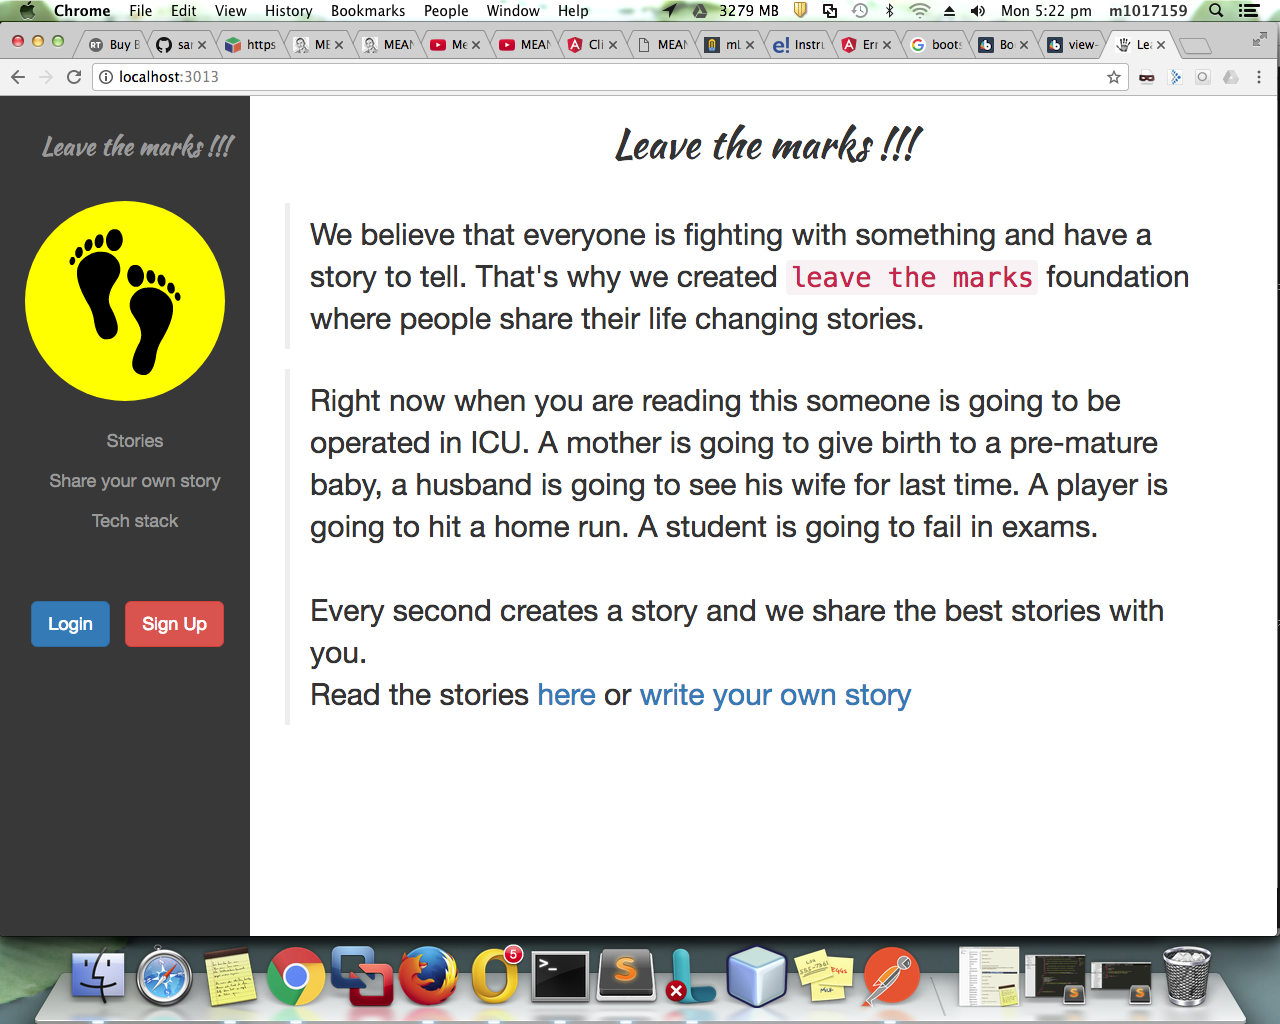 Chrome File Edit View History Bookmarks People Window Help 3279 MB Mon 5:22 pm m1017159
Buy B sar https ME MEAN Me MEAN Cli MEAN mL Instru Err boots Bo view- Lea
localhost:3013
Leave the marks !!!
Stories
Share your own story
Tech stack
Login Sign Up
Leave the marks !!!
We believe that everyone is fighting with something and have a
story to tell. That's why we created leave the marks foundation
where people share their life changing stories.
Right now when you are reading this someone is going to be
operated in ICU. A mother is going to give birth to a pre-mature
baby, a husband is going to see his wife for last time. A player is
going to hit a home run. A student is going to fail in exams.
Every second creates a story and we share the best stories with
you.
Read the stories here or write your own story
5